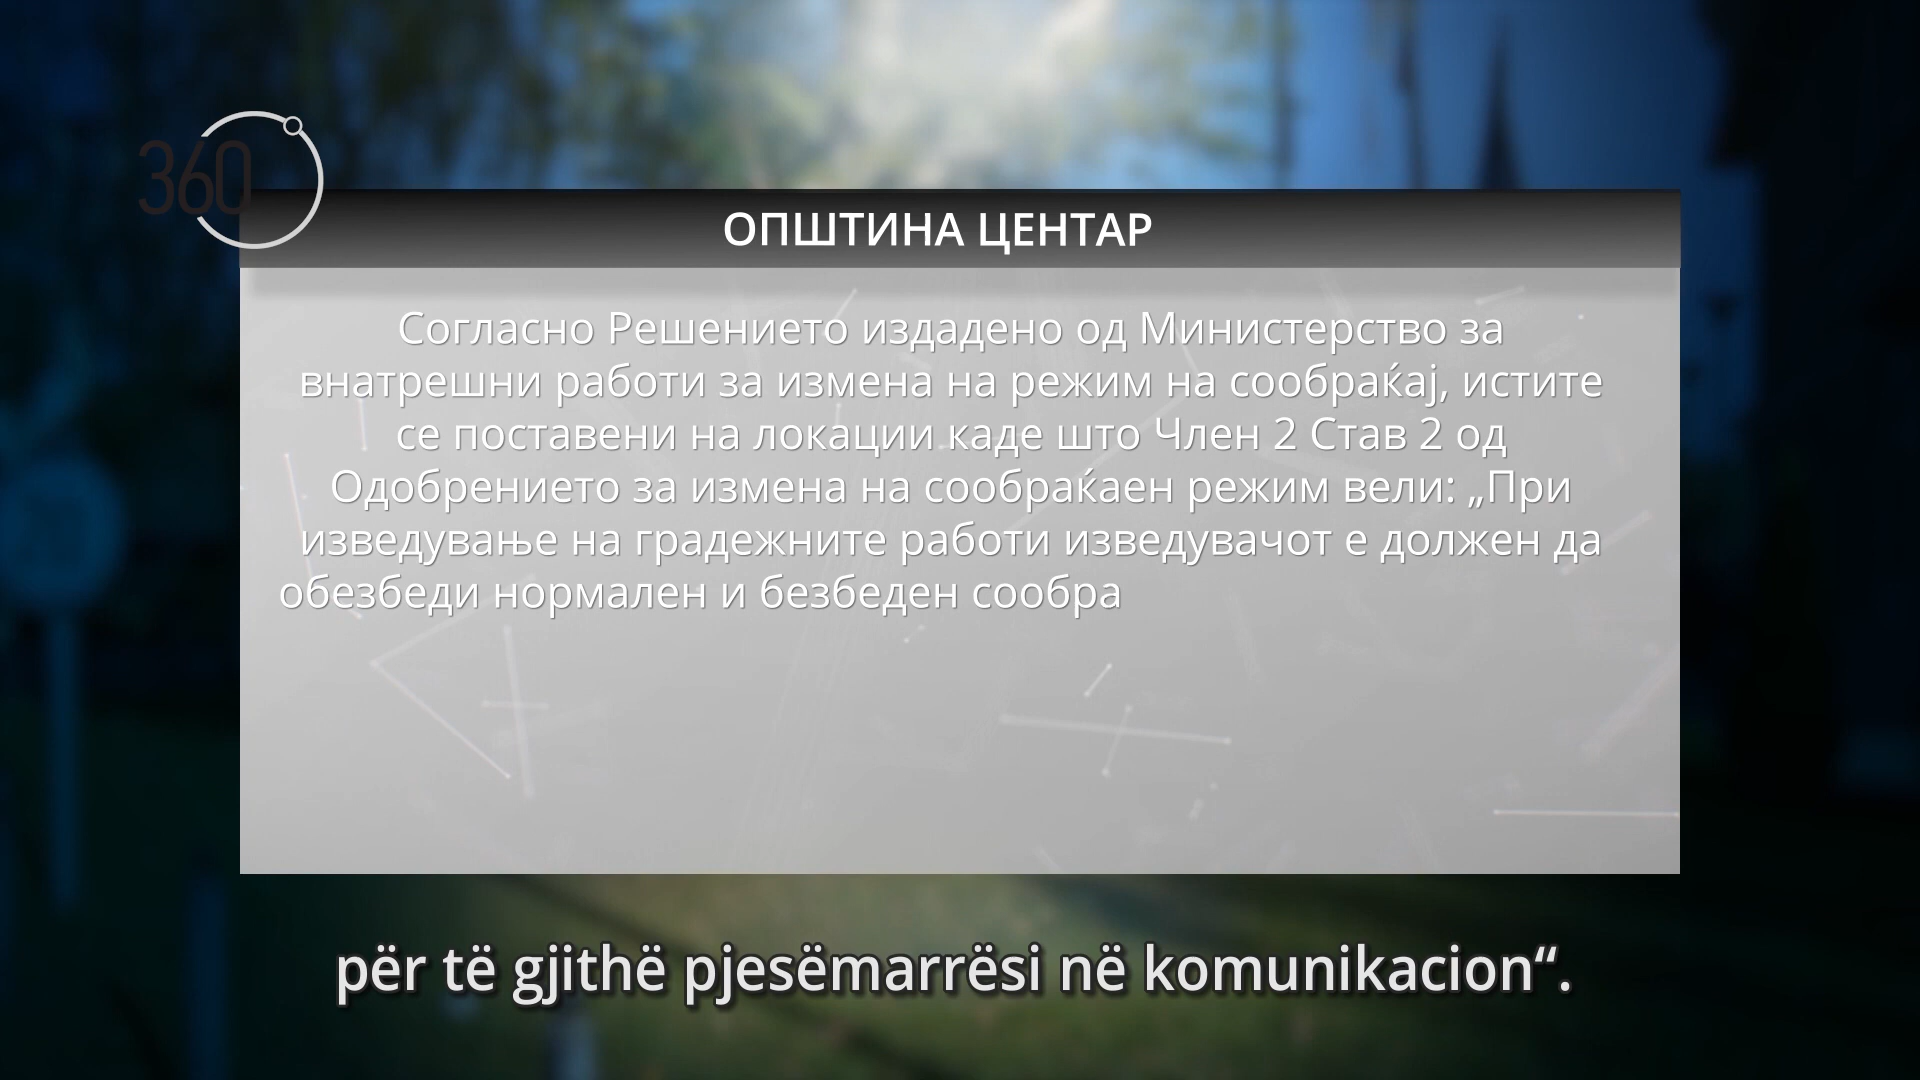 360
ОПШТИНА ЦЕНТАР
Согласно Решението издадено од Министерство за
внатрешни работи за измена на режим на сообраќај, истите
се поставени на локации каде што Член 2 Став 2 од
Одобрението за измена на сообраќаен режим вели: „При
изведување на градежните работи изведувачот е должен да
обезбеди нормален и безбеден сообра
për të gjithë pjesëmarrësi në komunikacion“.